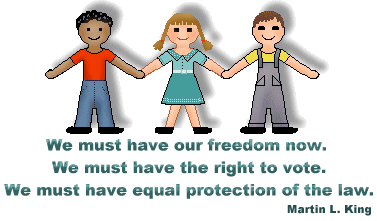 We must have our freedom now.
We must have the right to vote.
We must have equal protection of the law.
Martin L. King